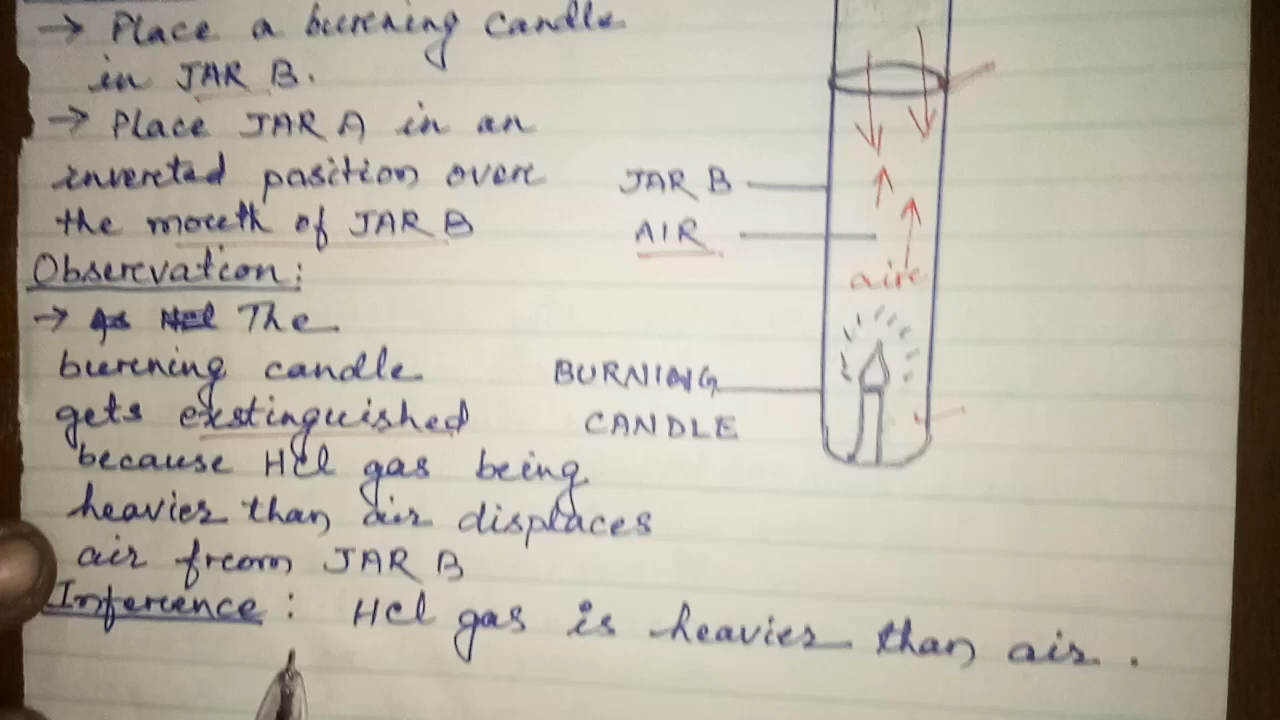 → Place a burning candle
in JAR B.
→ Place JAR A in an
inverted position over
the mouth of JAR B
Observation:
→ The
burning candle
gets exstinguished
because HCl gas being
heavier than air displaces
air from JAR B
Inference: HCl gas is heavier than air.
JAR B
AIR
air
BURNING
CANDLE